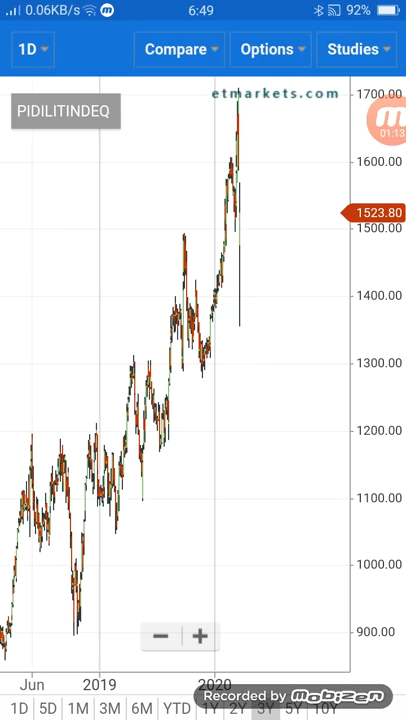 0.06K/S 6:49 92%
1D Compare Options Studies
etmarkets.com
PIDILITINDEQ
1700.00
01:13
1600.00
1523.80
1500.00
1400.00
1300.00
1200.00
1100.00
1000.00
900.00
Jun 2019 2020
Recorded by Mobizen
1D 5D 1M 3M 6M YTD 1Y 2Y 3Y 5Y 10Y